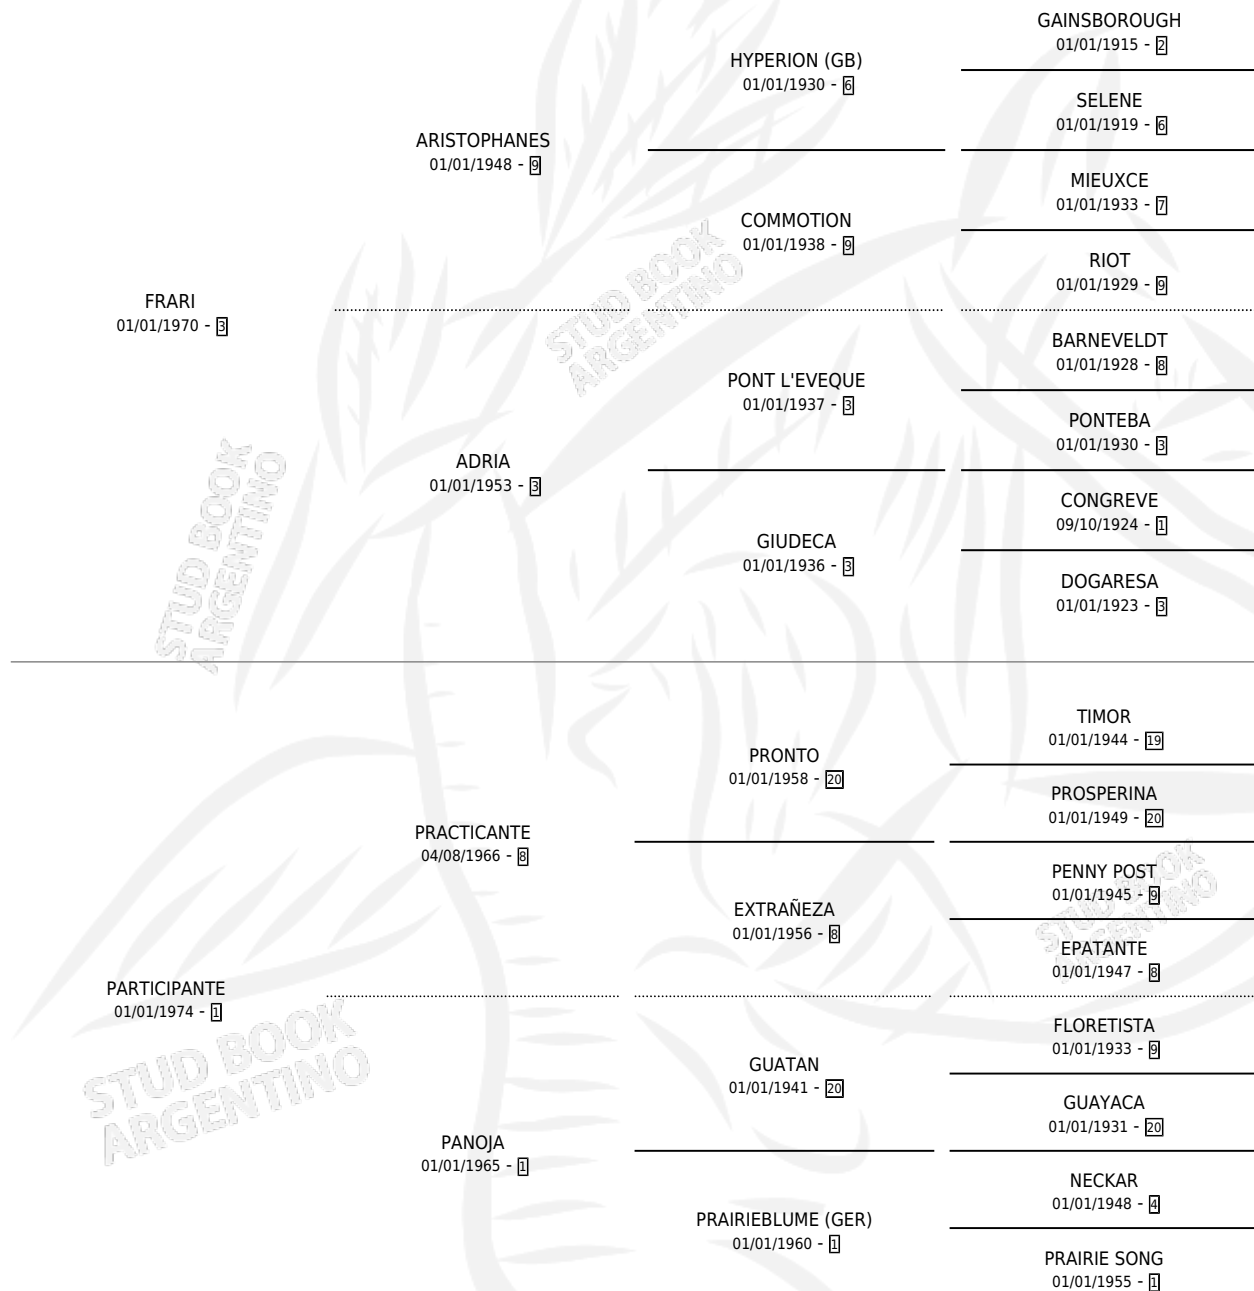 GAINSBOROUGH
01/01/1915 - 2
HYPERION (GB)
01/01/1930 - 6
SELENE
01/01/1919 - 6
ARISTOPHANES
01/01/1948 - 9
MIEUXCE
01/01/1933 - 7
COMMOTION
01/01/1938 - 9
RIOT
01/01/1929 - 9
FRARI
01/01/1970 - 3
BARNEVELDT
01/01/1928 - 8
PONT L'EVEQUE
01/01/1937 - 3
PONTEBA
01/01/1930 - 3
ADRIA
01/01/1953 - 3
CONGREVE
09/10/1924 - 1
GIUDECA
01/01/1936 - 3
DOGARESA
01/01/1923 - 3
STUD BOOK
ARGENTINO
STUD BOOK
ARGENTINO
TIMOR
01/01/1944 - 19
PRONTO
01/01/1958 - 20
PROSPERINA
01/01/1949 - 20
PRACTICANTE
04/08/1966 - 8
PENNY POST
01/01/1945 - 9
EXTRAÑEZA
01/01/1956 - 8
EPATANTE
01/01/1947 - 8
PARTICIPANTE
01/01/1974 - 1
FLORETISTA
01/01/1933 - 9
GUATAN
01/01/1941 - 20
GUAYACA
01/01/1931 - 20
PANOJA
01/01/1965 - 1
NECKAR
01/01/1948 - 4
PRAIRIEBLUME (GER)
01/01/1960 - 1
PRAIRIE SONG
01/01/1955 - 1
STUD BOOK
ARGENTINO
STUD BOOK
ARGENTINO